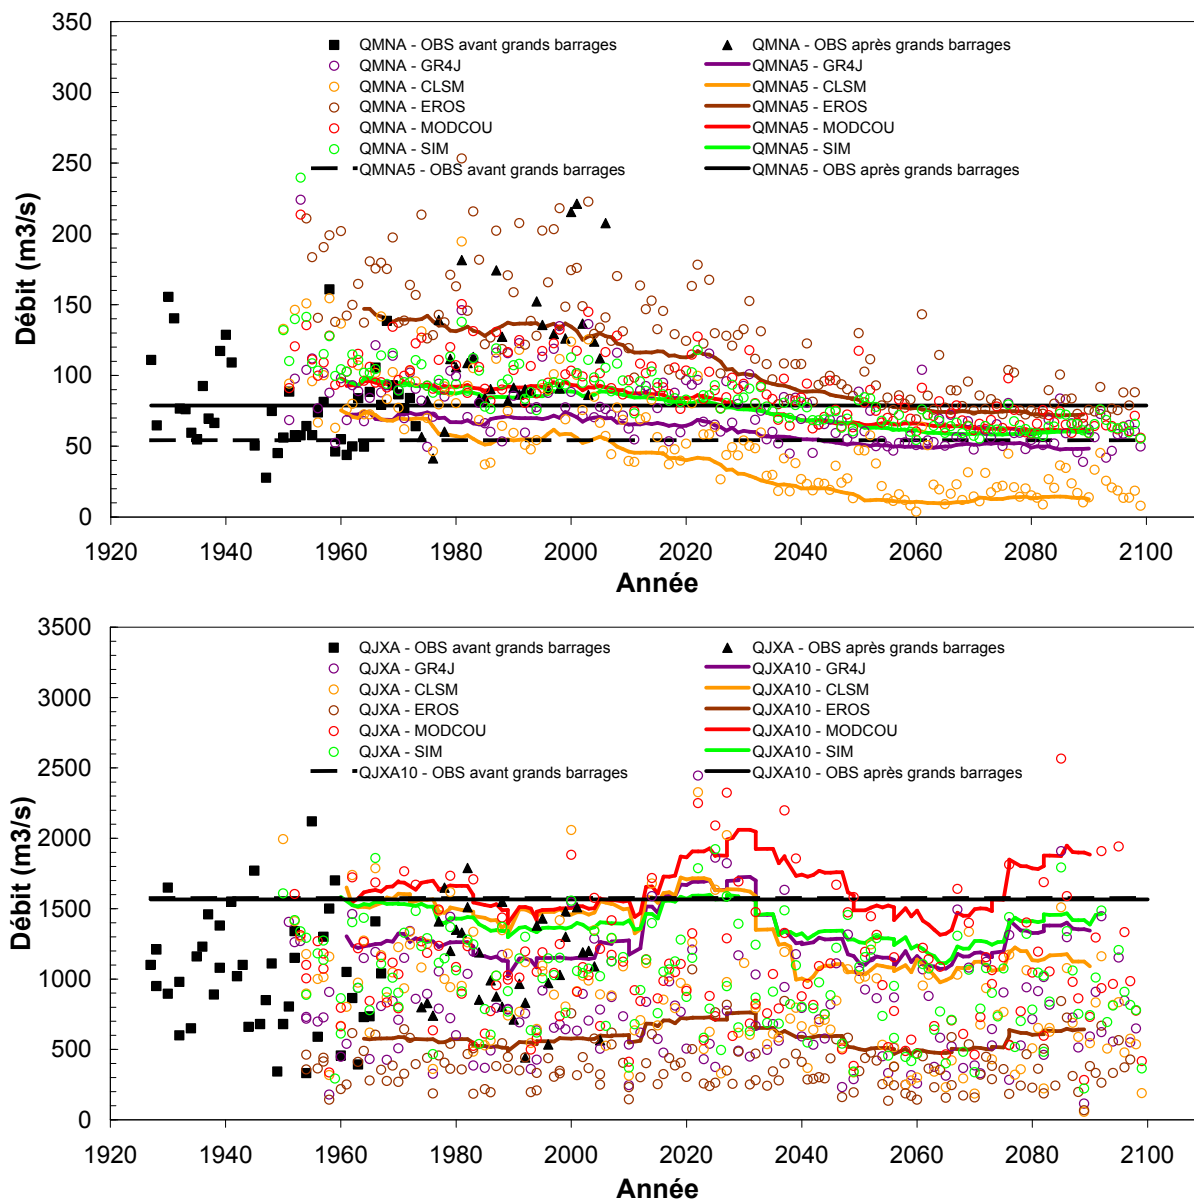 350
300
250
200
150
100
50
0
Débit (m3/s)
QMNA - OBS avant grands barrages
QMNA - OBS après grands barrages
QMNA - GR4J
QMNA5 - GR4J
QMNA - CLSM
QMNA5 - CLSM
QMNA - EROS
QMNA5 - EROS
QMNA - MODCOU
QMNA5 - MODCOU
QMNA - SIM
QMNA5 - SIM
QMNA5 - OBS avant grands barrages
QMNA5 - OBS après grands barrages
1920 1940 1960 1980 2000 2020 2040 2060 2080 2100
Année
3500
3000
2500
2000
1500
1000
500
0
Débit (m3/s)
QJXA - OBS avant grands barrages
QJXA - OBS après grands barrages
QJXA - GR4J
QJXA10 - GR4J
QJXA - CLSM
QJXA10 - CLSM
QJXA - EROS
QJXA10 - EROS
QJXA - MODCOU
QJXA10 - MODCOU
QJXA - SIM
QJXA10 - SIM
QJXA10 - OBS avant grands barrages
QJXA10 - OBS après grands barrages
1920 1940 1960 1980 2000 2020 2040 2060 2080 2100
Année